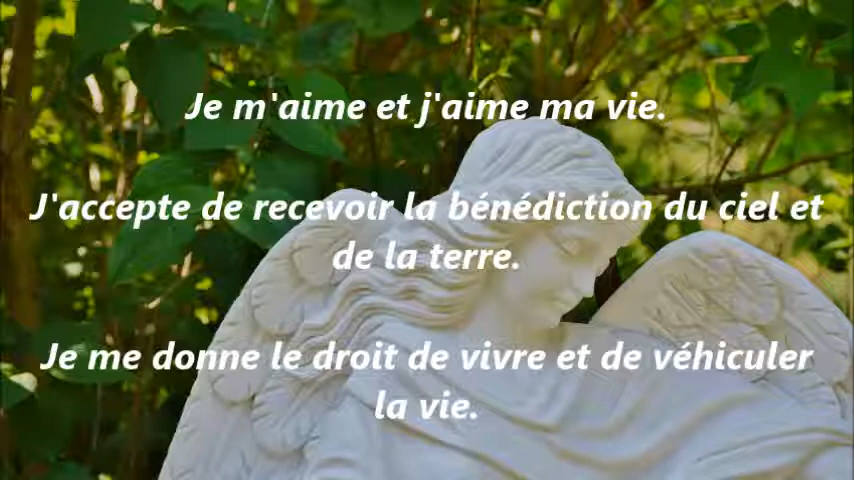 Je m'aime et j'aime ma vie.
J'accepte de recevoir la bénédiction du ciel et
de la terre.
Je me donne le droit de vivre et de véhiculer
la vie.